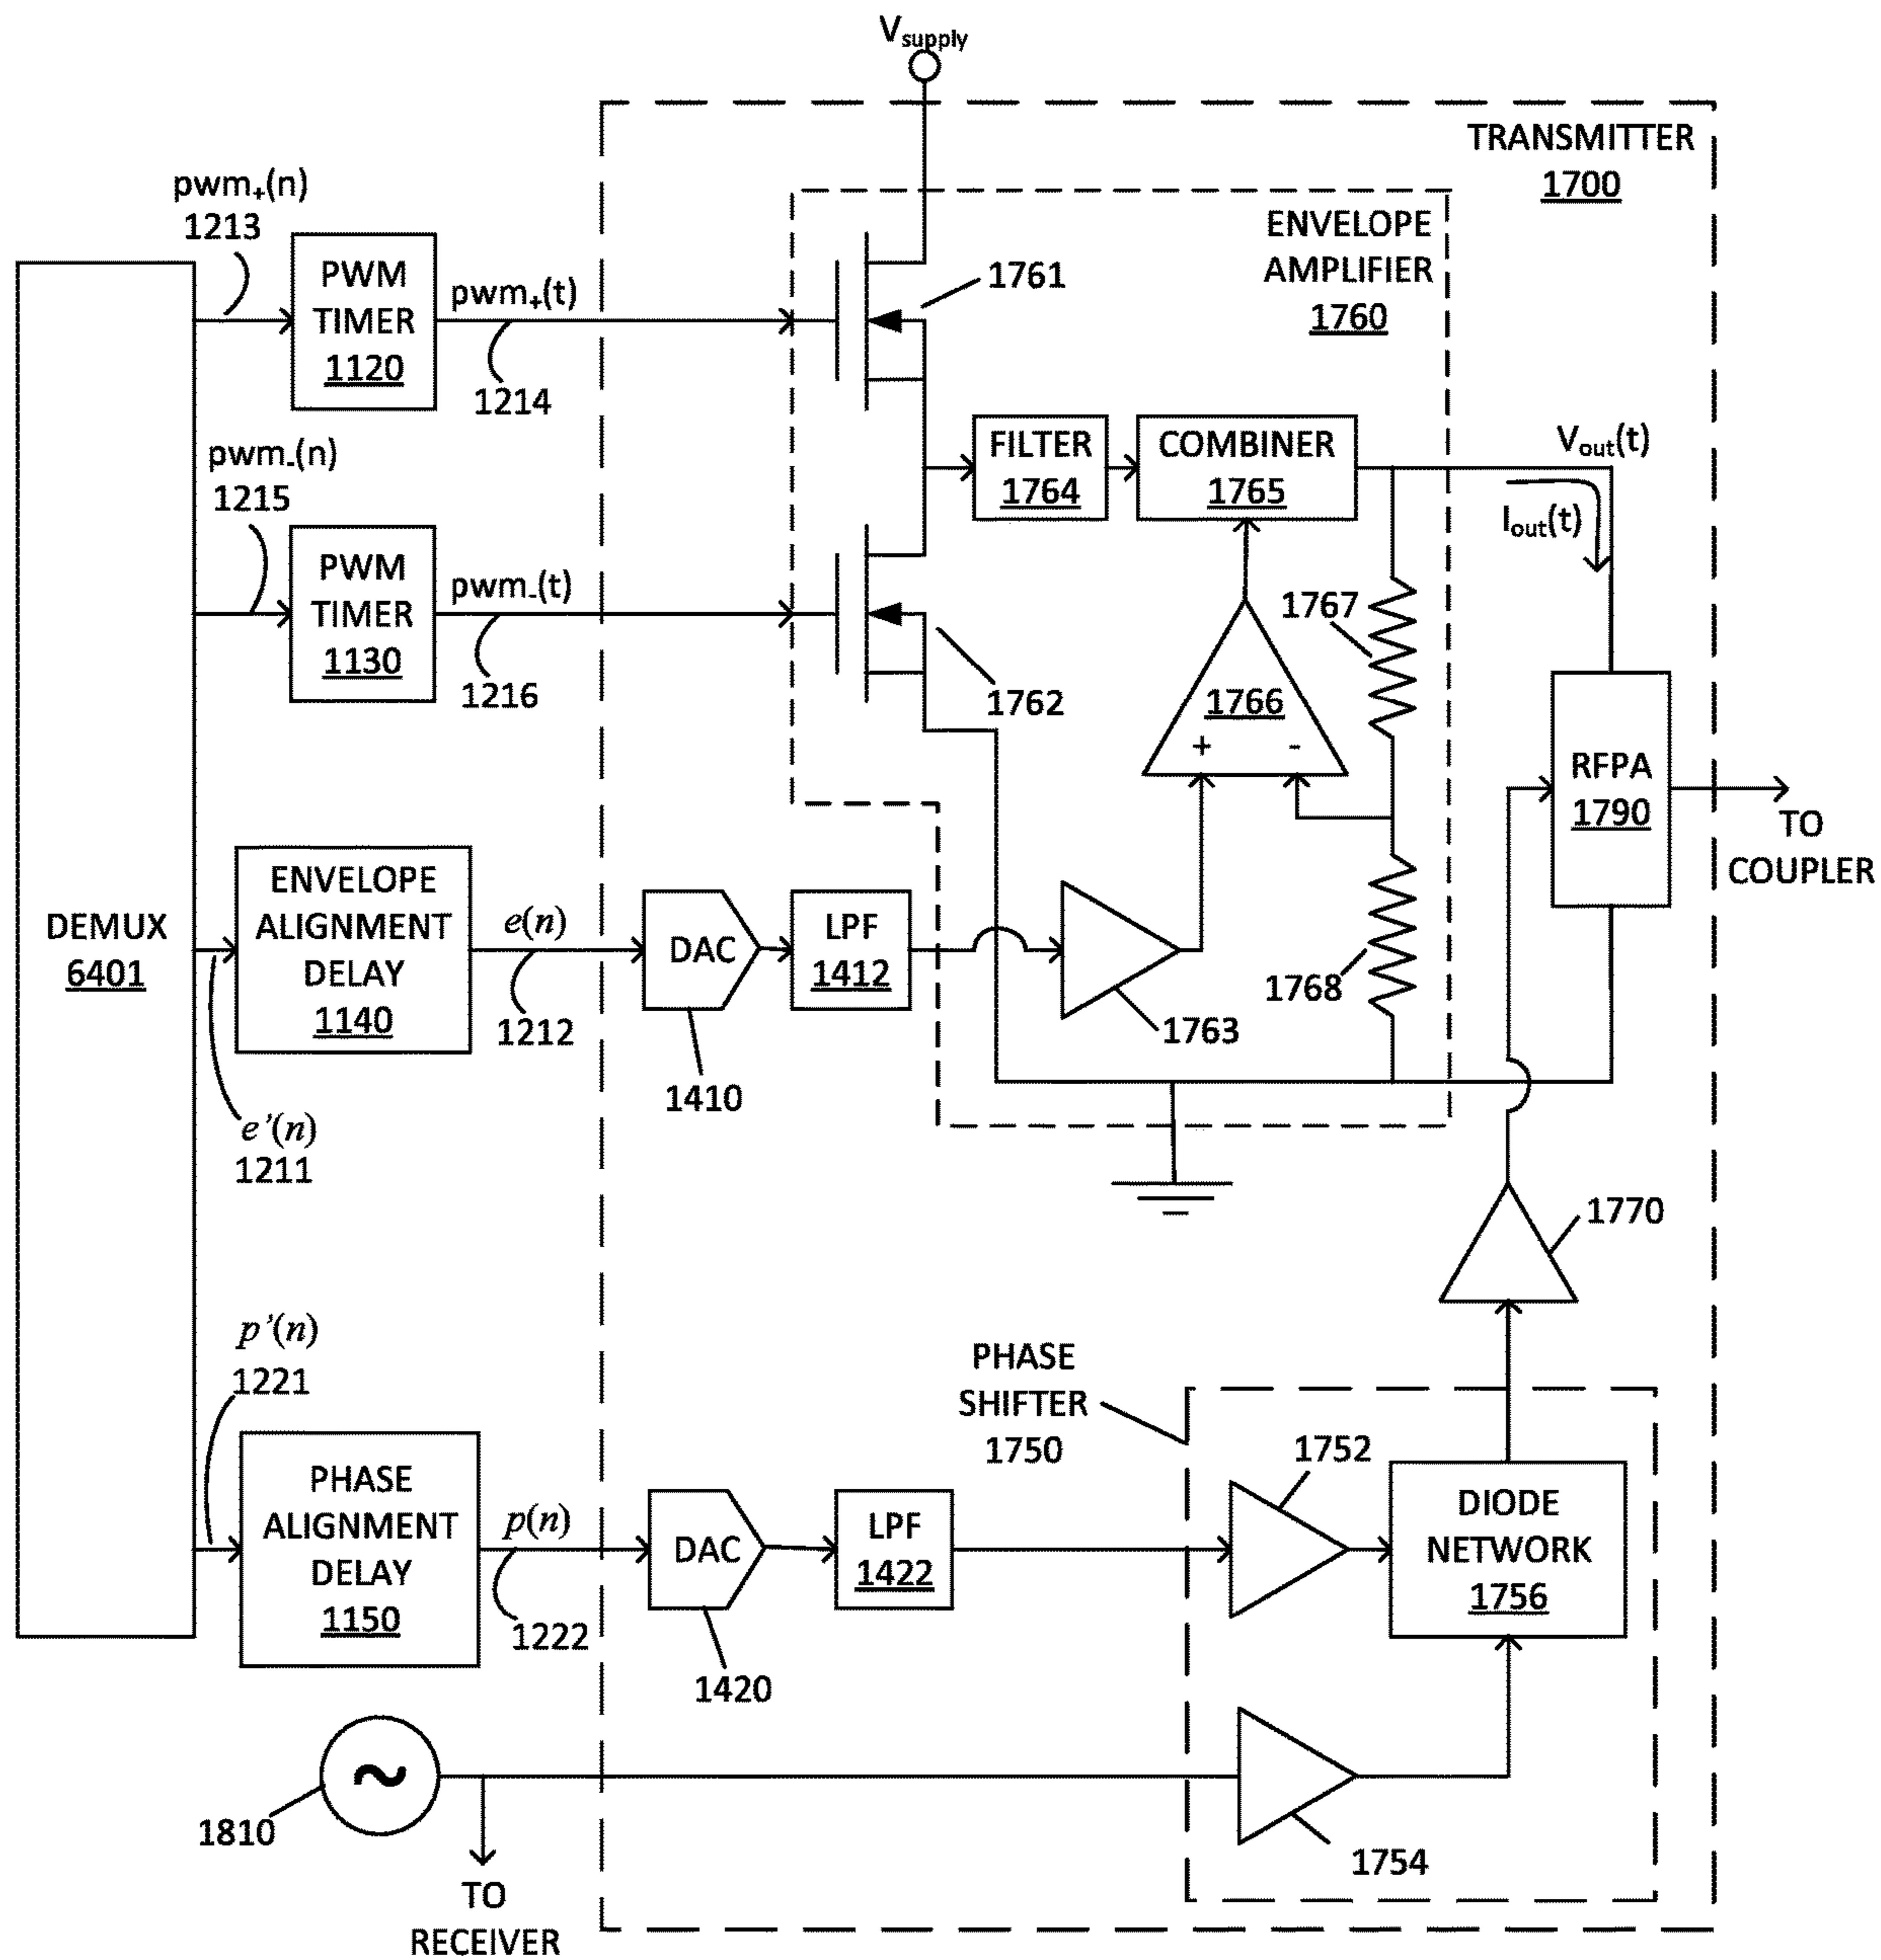 Vsupply
TRANSMITTER
1700
pwm+(n)
1213
PWM
TIMER
1120
pwm+(t)
1214
ENVELOPE
AMPLIFIER
1760
1761
pwm-(n)
1215
PWM
TIMER
1130
pwm-(t)
1216
1762
FILTER
1764
COMBINER
1765
Vout(t)
Iout(t)
1767
1766
+
-
RFPA
1790
TO
COUPLER
DEMUX
6401
ENVELOPE
ALIGNMENT
DELAY
1140
e(n)
1212
DAC
1410
LPF
1412
1763
1768
e'(n)
1211
1770
p'(n)
1221
PHASE
SHIFTER
1750
PHASE
ALIGNMENT
DELAY
1150
p(n)
1222
DAC
1420
LPF
1422
1752
DIODE
NETWORK
1756
~
1810
1754
TO
RECEIVER